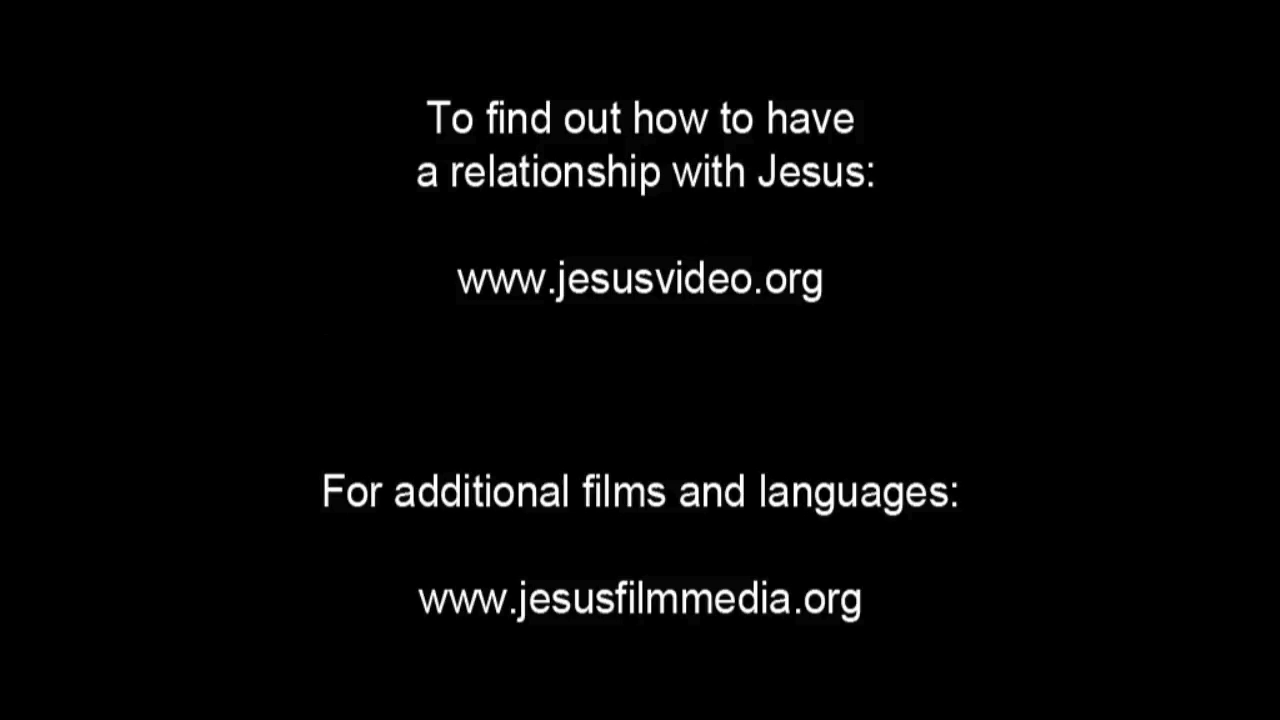 To find out how to have
a relationship with Jesus:
www.jesusvideo.org
For additional films and languages:
www.jesusfilmmedia.org